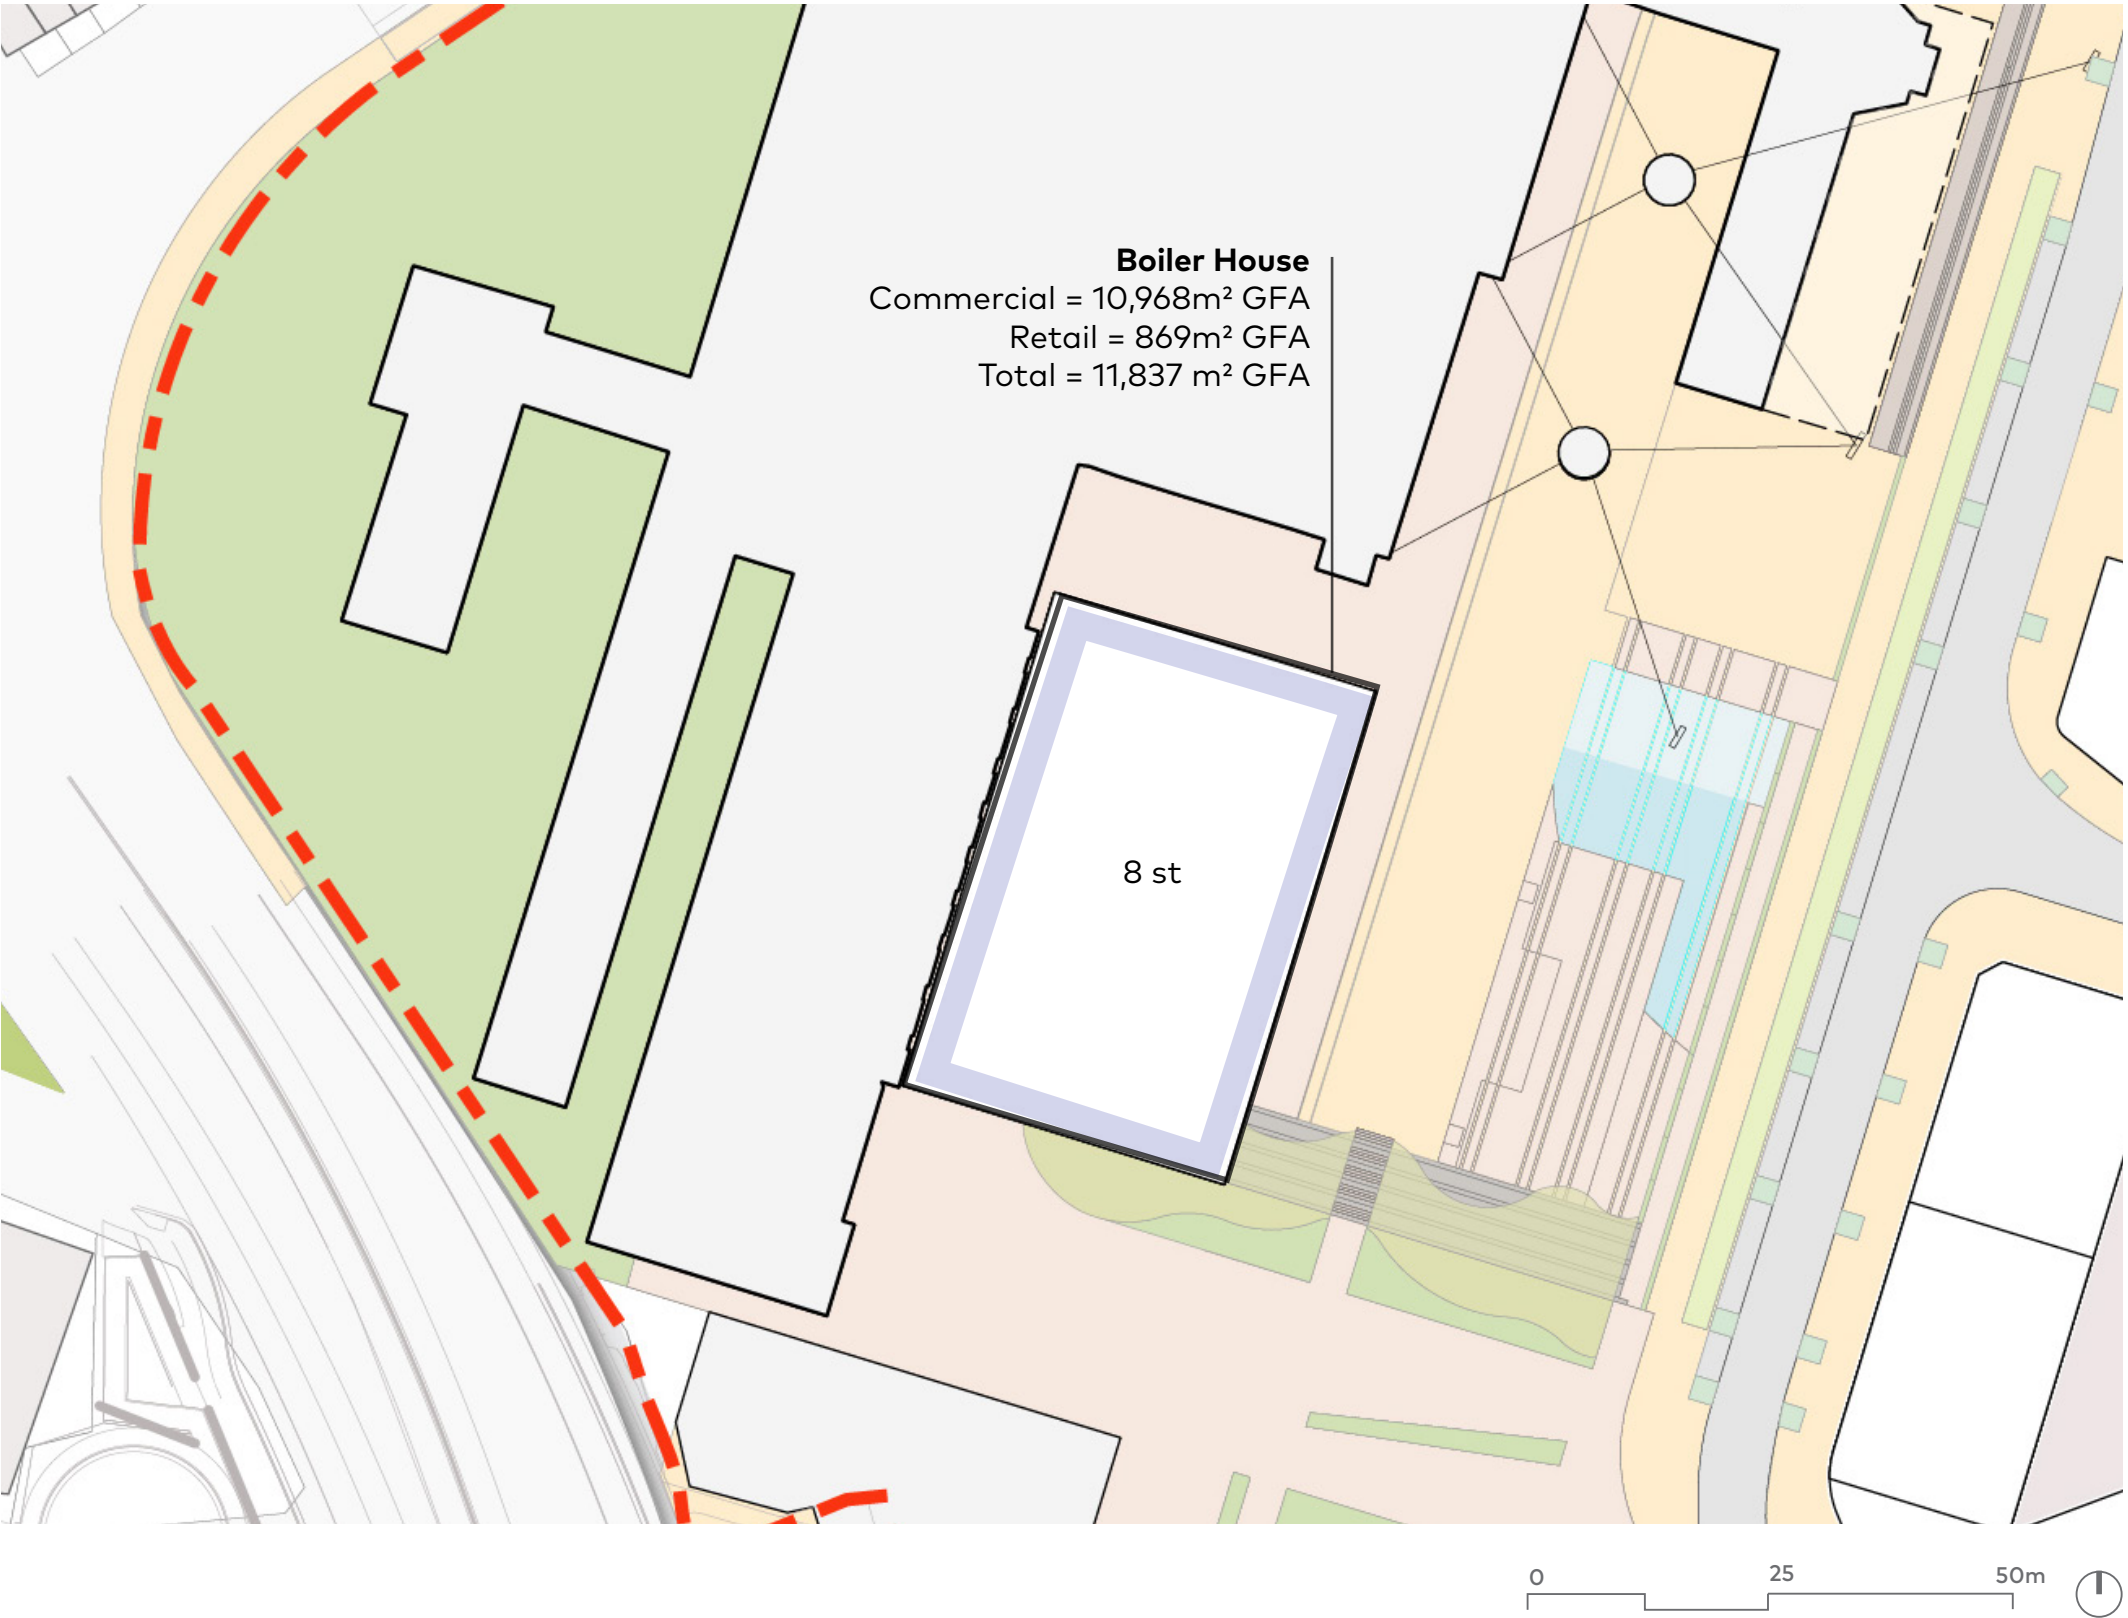 Boiler House
Commercial = 10,968m² GFA
Retail = 869m² GFA
Total = 11,837 m² GFA
8 st
0 25 50m